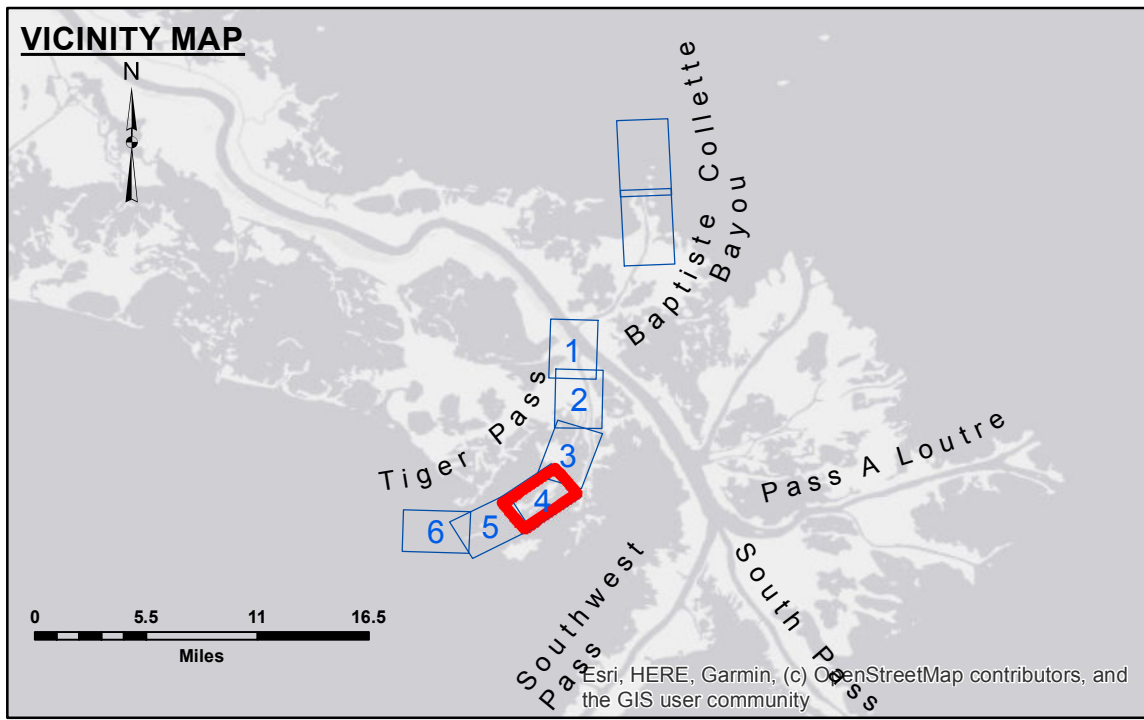 VICINITY MAP
N
Baptiste Collette
Bayou
1
2
Tiger Pass
3
4
5
6
Pass A Loutre
Southwest
Pass
South Pass
0 5.5 11 16.5
Miles
Esri, HERE, Garmin, (c) OpenStreetMap contributors, and
the GIS user community